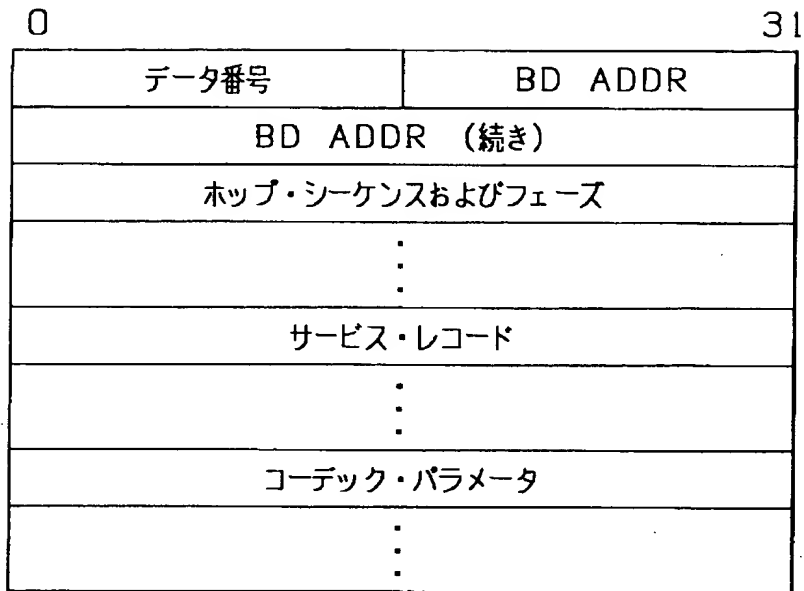 0 31
データ番号 BD ADDR
BD ADDR (続き)
ホップ・シーケンスおよびフェーズ
サービス・レコード
コーデック・パラメータ